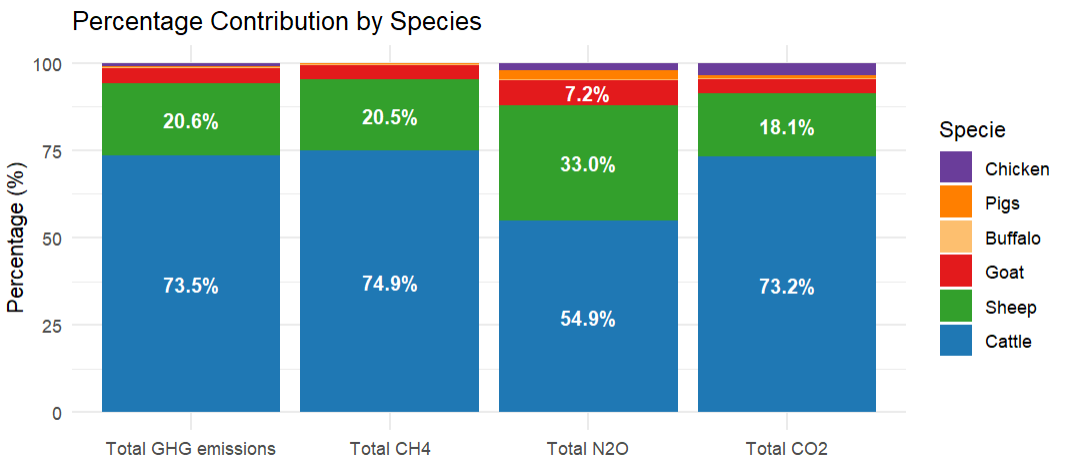 Percentage Contribution by Species
Percentage (%)
100
75
50
25
0
20.6%
73.5%
20.5%
74.9%
7.2%
33.0%
54.9%
18.1%
73.2%
Total GHG emissions
Total CH4
Total N2O
Total CO2
Specie
Chicken
Pigs
Buffalo
Goat
Sheep
Cattle